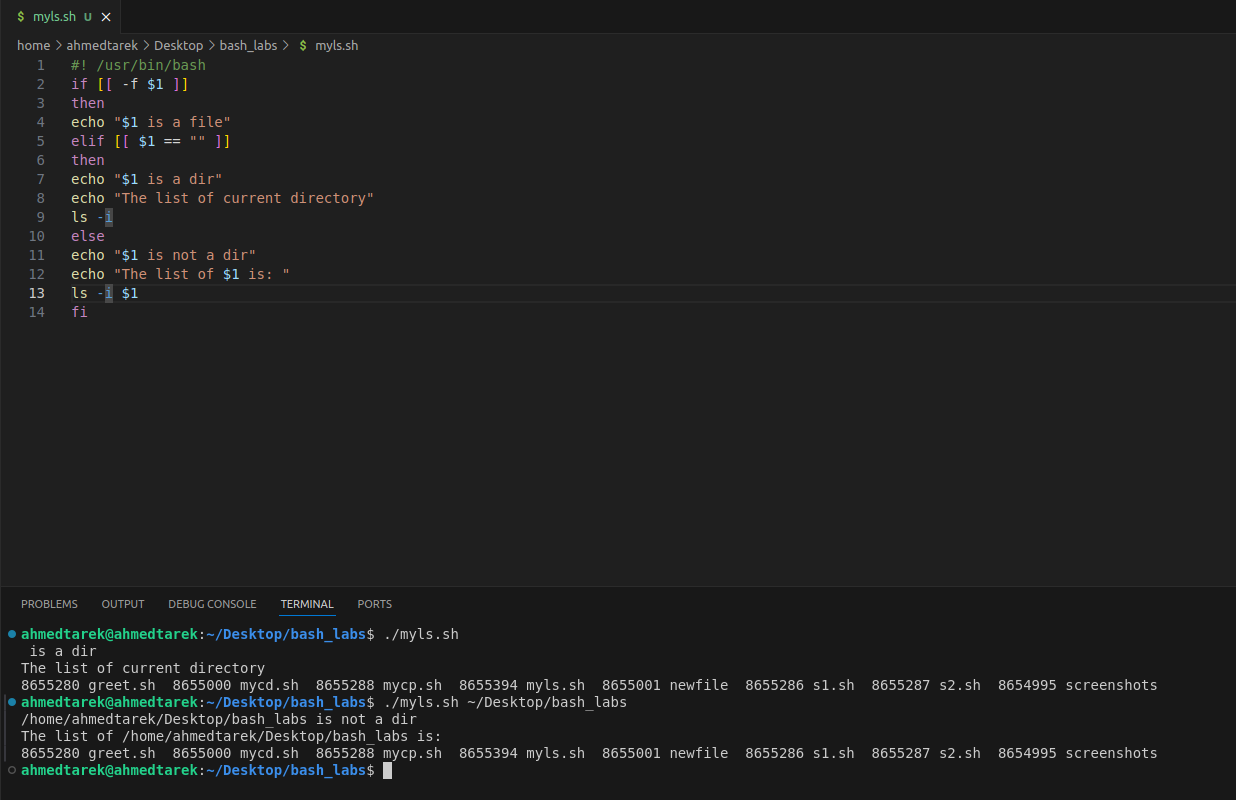 $ myls.sh U ×
home > ahmedtarek > Desktop > bash_labs > $ myls.sh
1 #! /usr/bin/bash
2 if [[ -f $1 ]]
3 then
4 echo "$1 is a file"
5 elif [[ $1 == "" ]]
6 then
7 echo "$1 is a dir"
8 echo "The list of current directory"
9 ls -i
10 else
11 echo "$1 is not a dir"
12 echo "The list of $1 is: "
13 ls -i $1
14 fi
PROBLEMS OUTPUT DEBUG CONSOLE TERMINAL PORTS
ahmedtarek@ahmedtarek:~/Desktop/bash_labs$ ./myls.sh
 is a dir
The list of current directory
8655280 greet.sh  8655000 mycd.sh  8655288 mycp.sh  8655394 myls.sh  8655001 newfile  8655286 s1.sh  8655287 s2.sh  8654995 screenshots
ahmedtarek@ahmedtarek:~/Desktop/bash_labs$ ./myls.sh ~/Desktop/bash_labs
/home/ahmedtarek/Desktop/bash_labs is not a dir
The list of /home/ahmedtarek/Desktop/bash_labs is:
8655280 greet.sh  8655000 mycd.sh  8655288 mycp.sh  8655394 myls.sh  8655001 newfile  8655286 s1.sh  8655287 s2.sh  8654995 screenshots
ahmedtarek@ahmedtarek:~/Desktop/bash_labs$